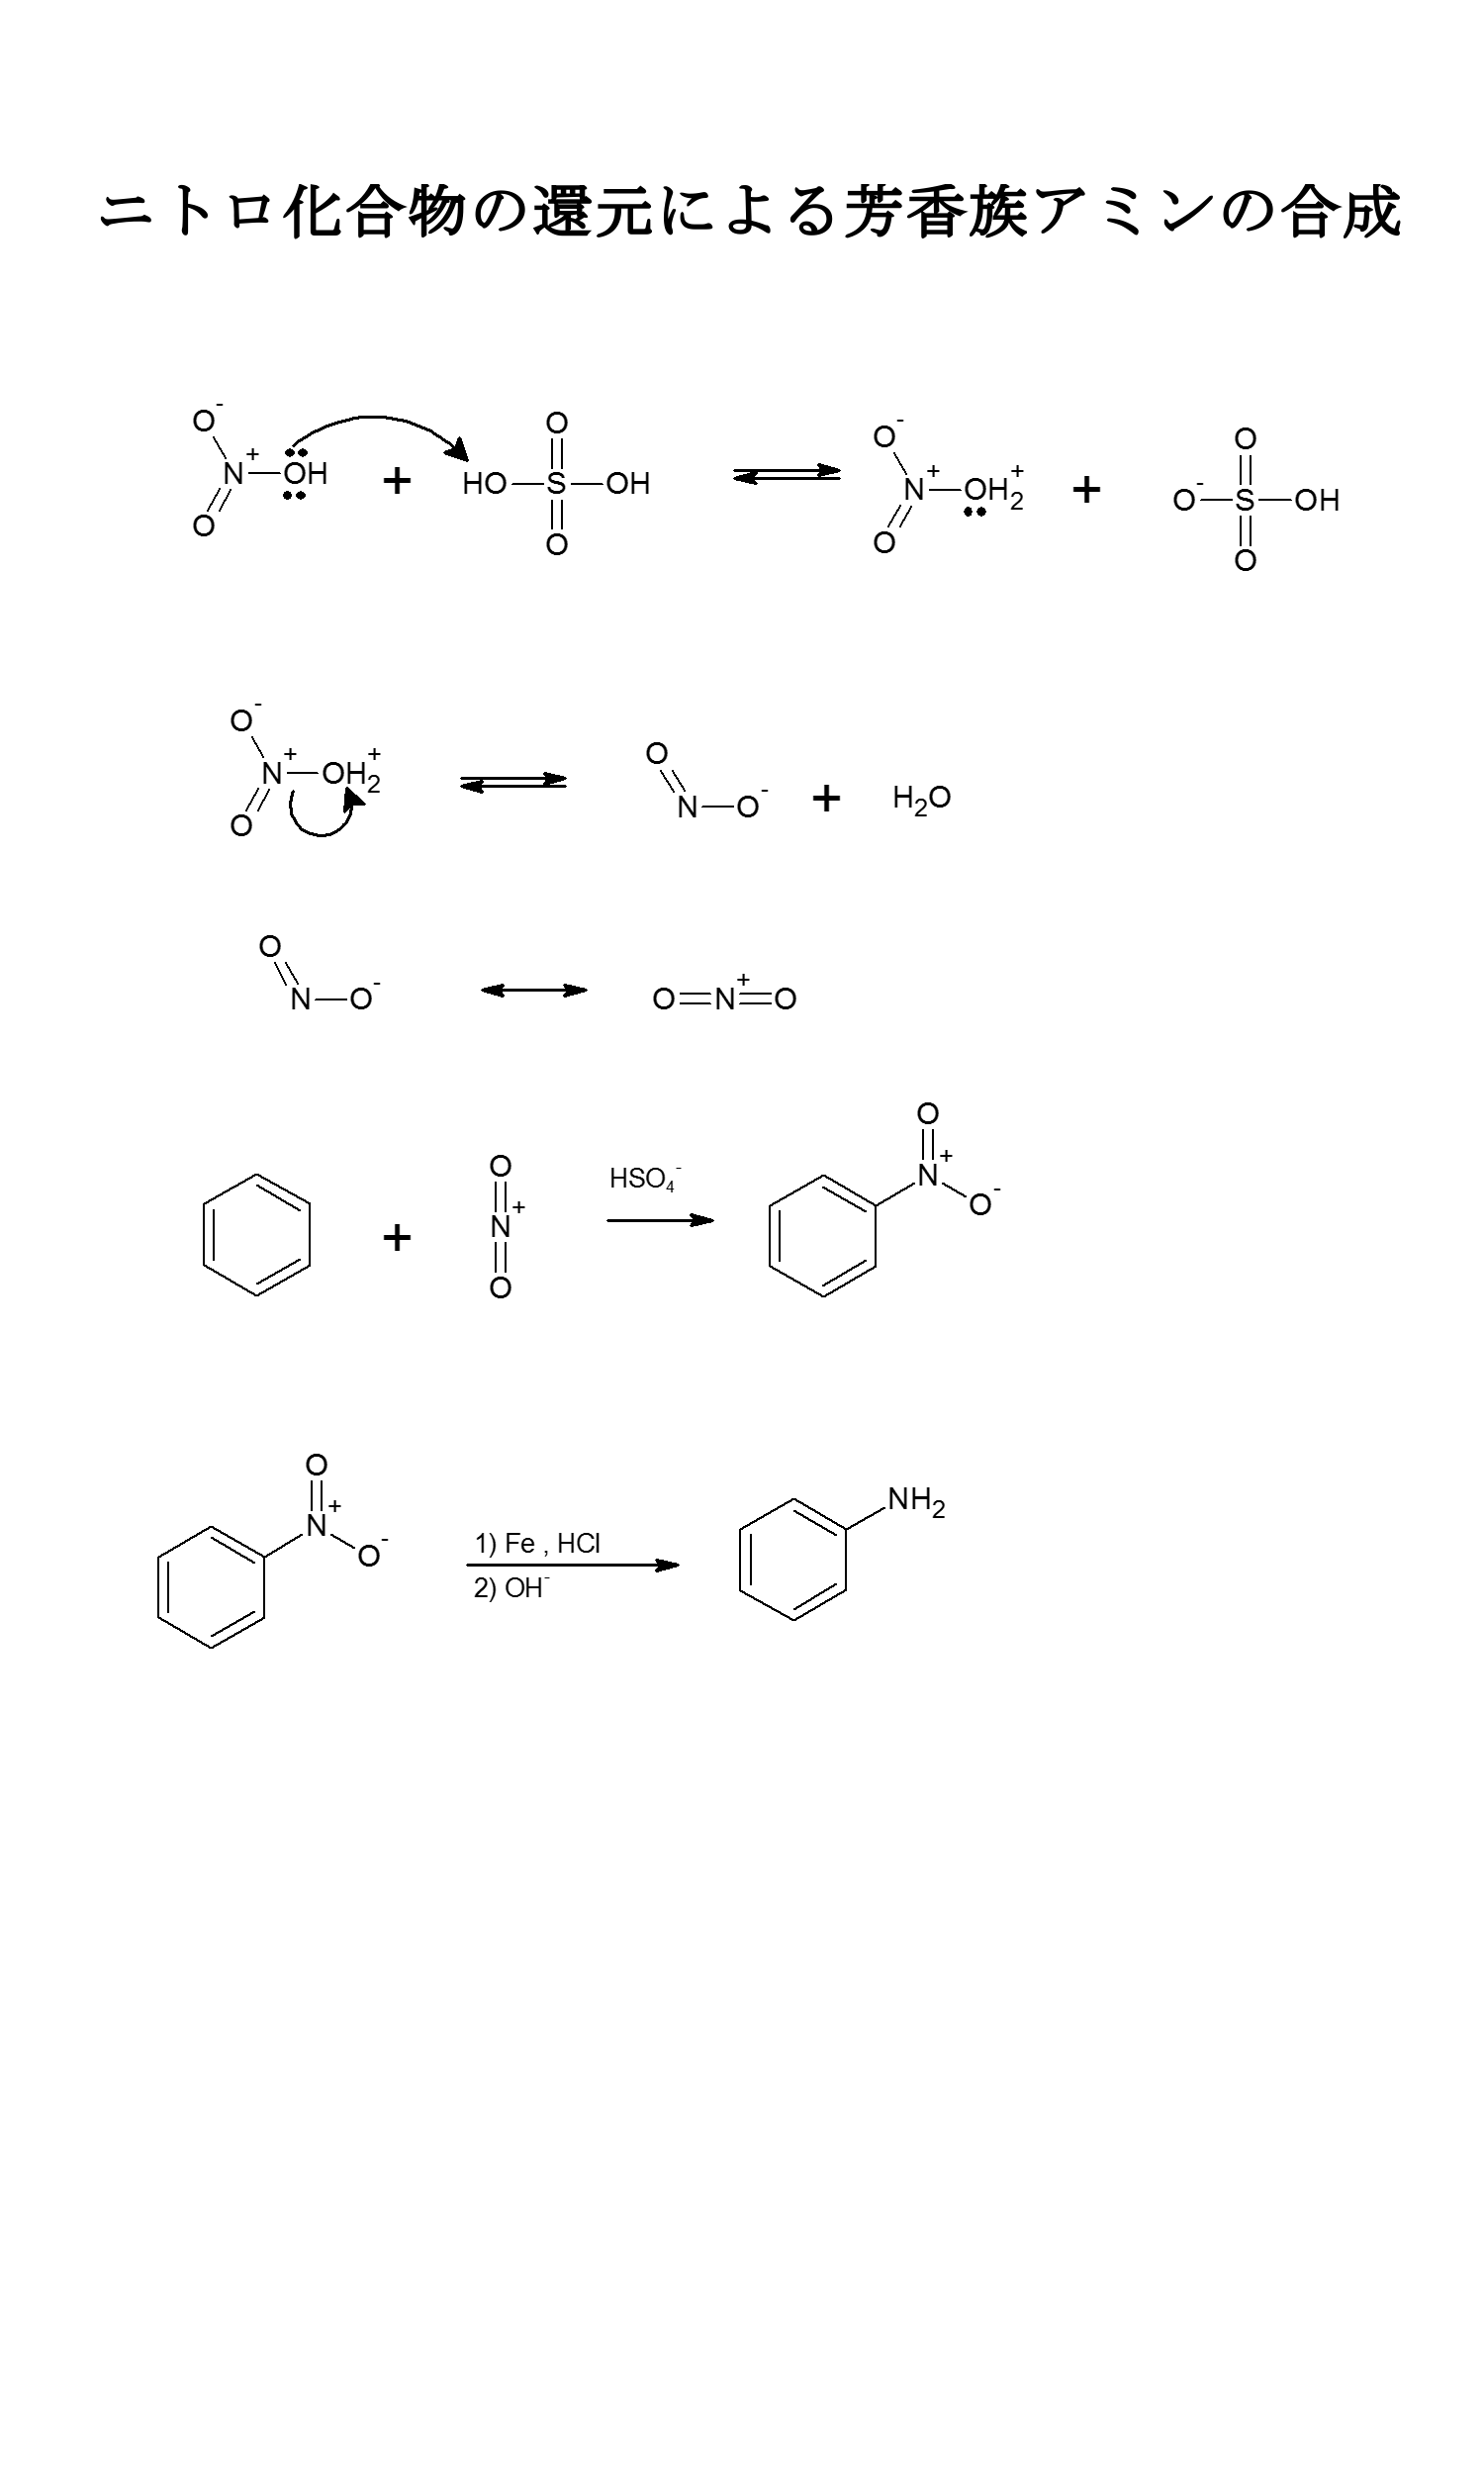 ニトロ化合物の還元による芳香族アミンの合成
O⁻ N⁺ OH O + HO S OH O O ⇌ O⁻ N⁺ OH₂⁺ O + O⁻ S OH O O
O⁻ N⁺ OH₂⁺ O ⇌ O N O⁻ + H₂O
O N O⁻ ↔ O=N⁺=O
+ O N⁺ O HSO₄⁻ → O N⁺ O⁻
O N⁺ O⁻ 1) Fe , HCl → NH₂
2) OH⁻